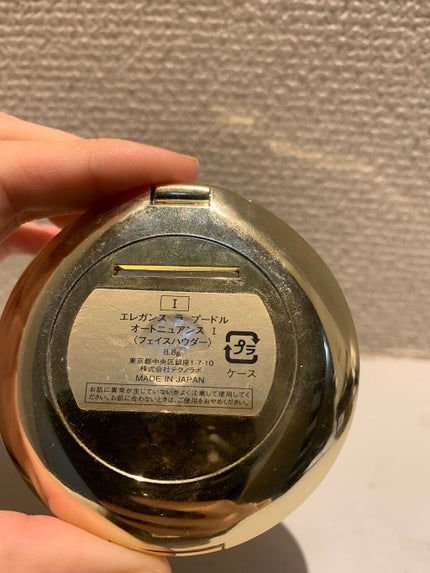 I
エレガンス ラ プードル
オートニュアンス I
〈フェイスパウダー〉
8.8g
東京都中央区銀座1-7-10
株式会社テクノラボ
MADE IN JAPAN
プラ
ケース
お肌に異常が生じていないかよく注意して使用してく
ださい。お肌に合わないときは、ご使用をおやめください。